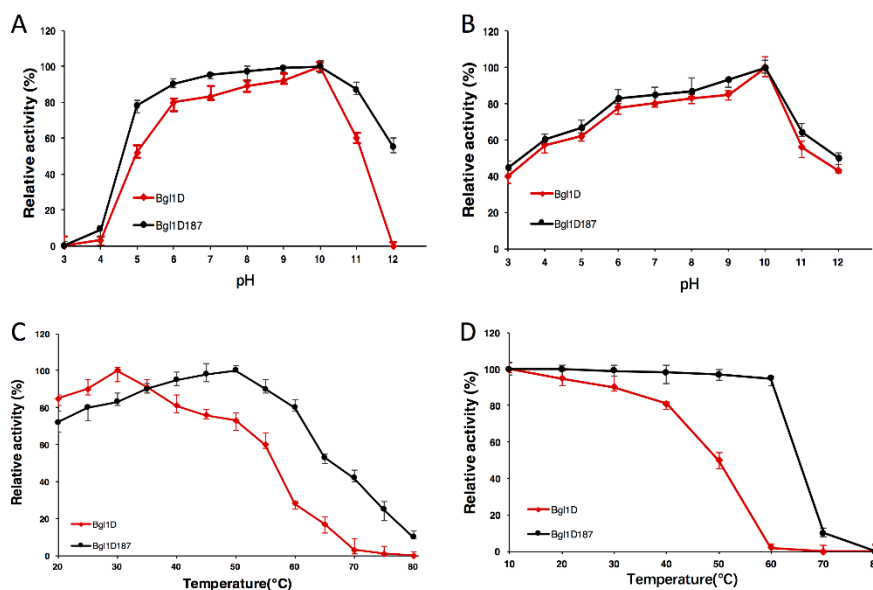 A
Relative activity (%)
120
100
80
60
40
20
0
Bgl1D
Bgl1D187
3 4 5 6 7 8 9 10 11 12
pH
B
Relative activity (%)
120
100
80
60
40
20
0
Bgl1D
Bgl1D187
3 4 5 6 7 8 9 10 11 12
pH
C
Relative activity (%)
120
100
80
60
40
20
0
Bgl1D
Bgl1D187
20 30 40 50 60 70 80
Temperature(°C)
D
Relative activity (%)
120
100
80
60
40
20
0
Bgl1D
Bgl1D187
10 20 30 40 50 60 70 8
Temperature(°C)